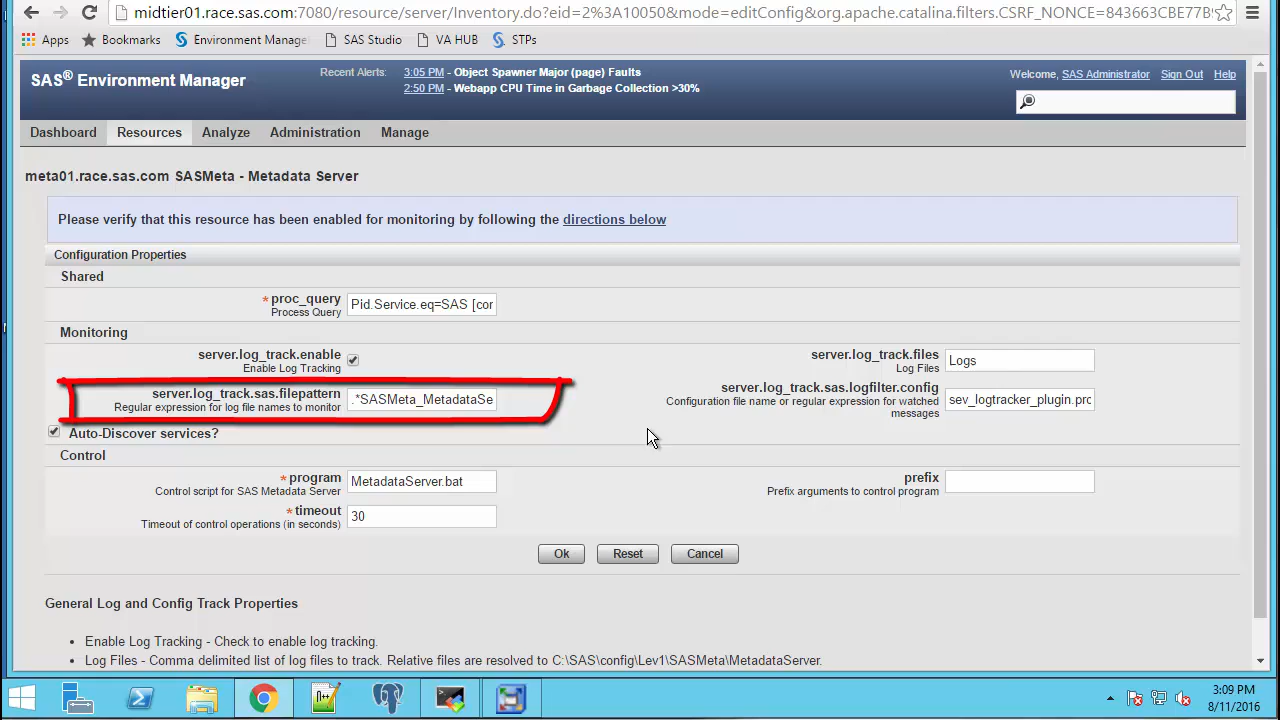 midtier01.race.sas.com:7080/resource/server/Inventory.do?eid=2%3A10050&mode=editConfig&org.apache.catalina.filters.CSRF_NONCE=843663CBE77B
Apps Bookmarks Environment Manage SAS Studio VA HUB STPs
SAS® Environment Manager
Recent Alerts: 3:05 PM - Object Spawner Major (page) Faults
2:50 PM - Webapp CPU Time in Garbage Collection >30%
Welcome, SAS Administrator Sign Out Help
Dashboard Resources Analyze Administration Manage
meta01.race.sas.com SASMeta - Metadata Server
Please verify that this resource has been enabled for monitoring by following the directions below
Configuration Properties
Shared
* proc_query Pid.Service.eq=SAS [cor
Process Query
Monitoring
server.log_track.enable
Enable Log Tracking
server.log_track.files Logs
Log Files
server.log_track.sas.filepattern .*SASMeta_MetadataSe
Regular expression for log file names to monitor
server.log_track.sas.logfilter.config sev_logtracker_plugin.prc
Configuration file name or regular expression for watched
messages
Auto-Discover services?
Control
* program MetadataServer.bat
Control script for SAS Metadata Server
prefix
Prefix arguments to control program
* timeout 30
Timeout of control operations (in seconds)
Ok Reset Cancel
General Log and Config Track Properties
• Enable Log Tracking - Check to enable log tracking.
• Log Files - Comma delimited list of log files to track. Relative files are resolved to C:\SAS\config\Lev1\SASMeta\MetadataServer.
3:09 PM
8/11/2016